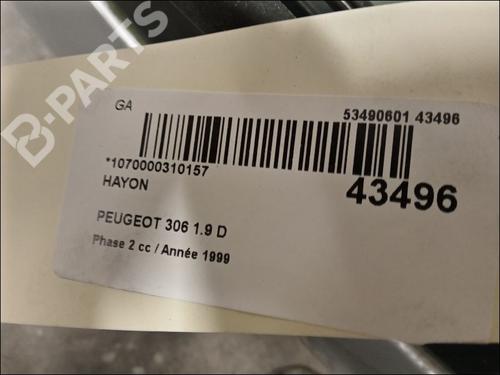 B-PARTS
GA
53490601 43496
*1070000310157
HAYON
43496
PEUGEOT 306 1.9 D
Phase 2 cc / Année 1999